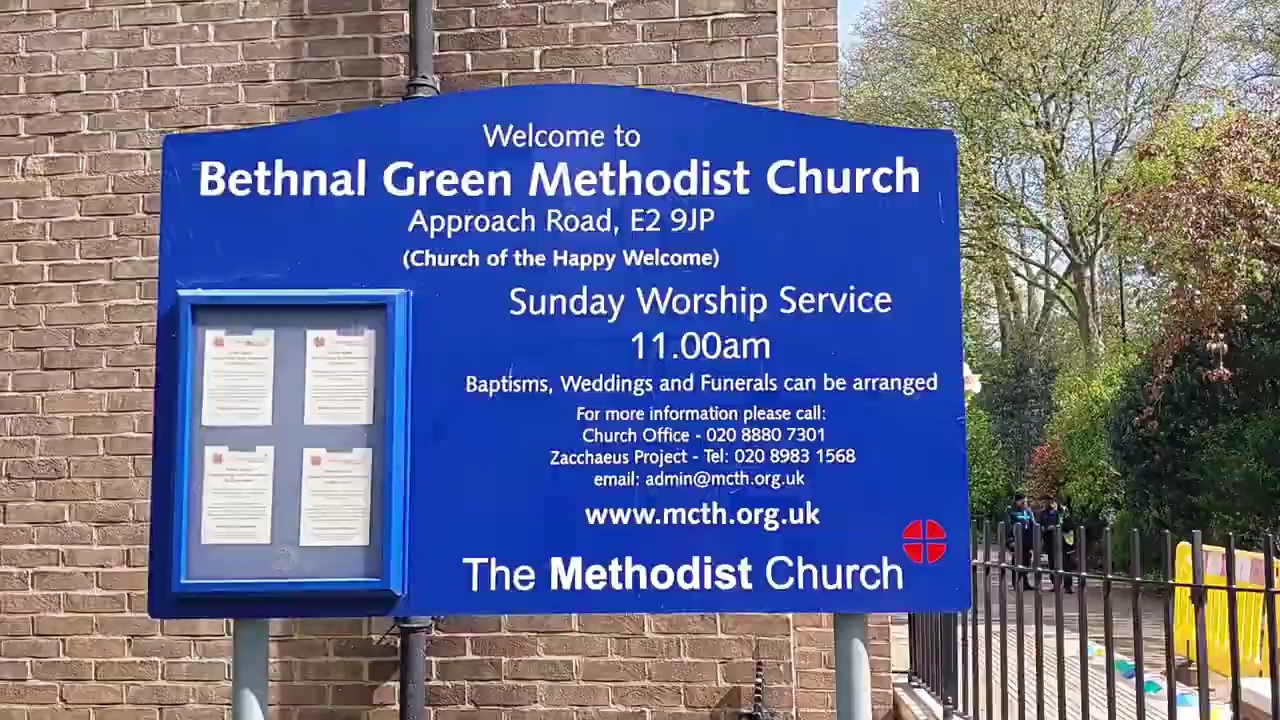 Welcome to
Bethnal Green Methodist Church
Approach Road, E2 9JP
(Church of the Happy Welcome)
Sunday Worship Service
11.00am
Baptisms, Weddings and Funerals can be arranged
For more information please call:
Church Office - 020 8880 7301
Zacchaeus Project - Tel: 020 8983 1568
email: admin@mcth.org.uk
www.mcth.org.uk
The Methodist Church